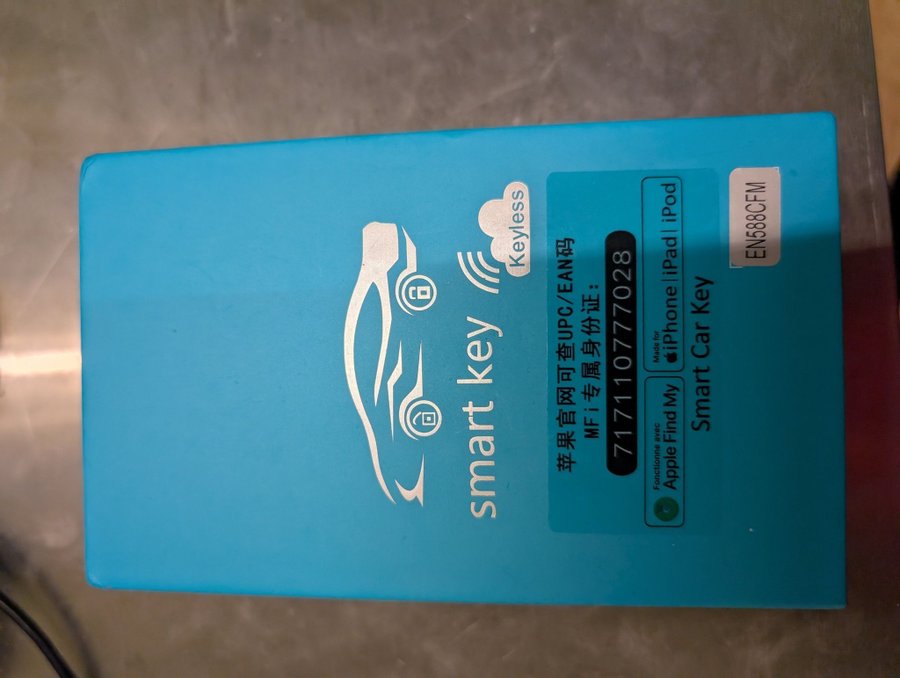 smart key
Keyless
苹果官网可查UPC/EAN码
MFi专属身份证:
717110777028
Fonctionne avec
Apple Find My
Made for
iPhone | iPad | iPod
Smart Car Key
EN588CFM